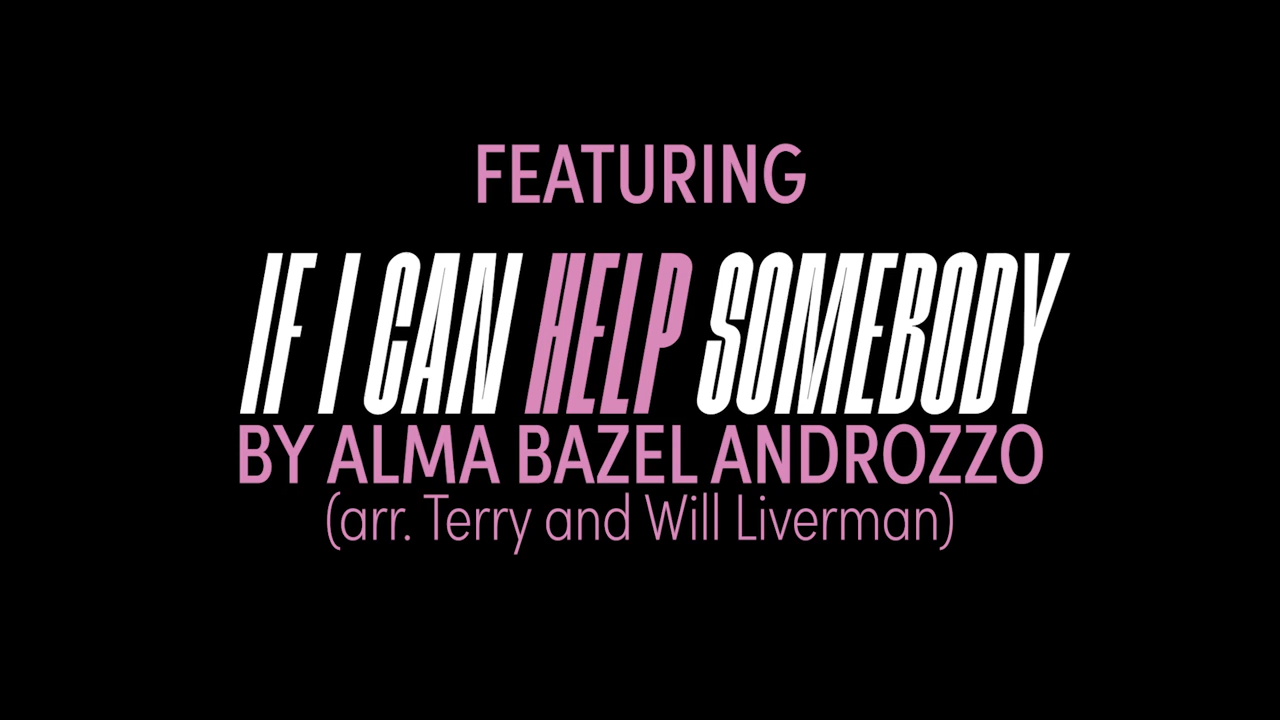 FEATURING
IF I CAN HELP SOMEBODY
BY ALMA BAZEL ANDROZZO
(arr. Terry and Will Liverman)